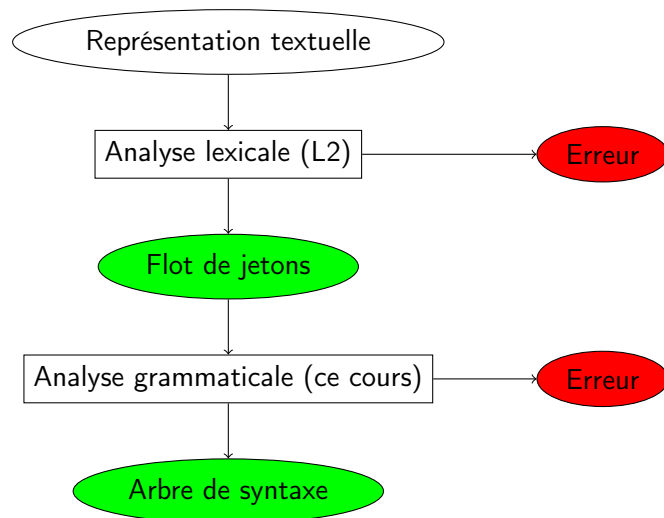 Représentation textuelle
Analyse lexicale (L2)
Erreur
Flot de jetons
Analyse grammaticale (ce cours)
Erreur
Arbre de syntaxe